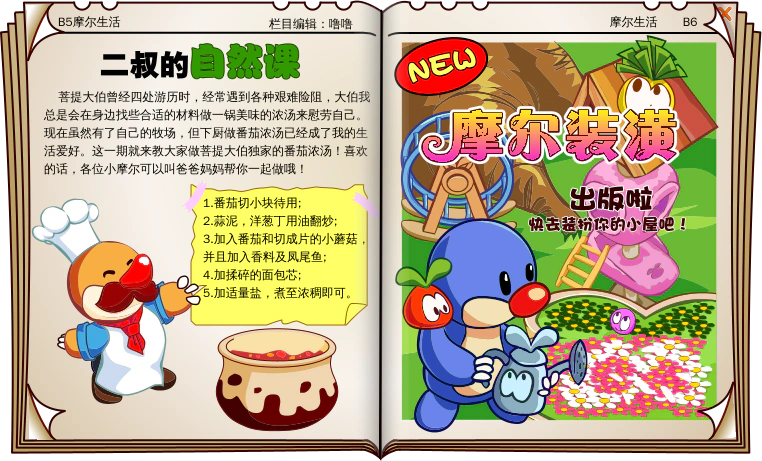 B5摩尔生活
栏目编辑：噜噜
二叔的自然课
菩提大伯曾经四处游历时，经常遇到各种艰难险阻，大伯我
总是会在身边找些合适的材料做一锅美味的浓汤来慰劳自己。
现在虽然有了自己的牧场，但下厨做番茄浓汤已经成了我的生
活爱好。这一期就来教大家做菩提大伯独家的番茄浓汤！喜欢
的话，各位小摩尔可以叫爸爸妈妈帮你一起做哦！
1.番茄切小块待用;
2.蒜泥，洋葱丁用油翻炒;
3.加入番茄和切成片的小蘑菇，
并且加入香料及凤尾鱼;
4.加揉碎的面包芯;
5.加适量盐，煮至浓稠即可。
摩尔生活 B6
NEW
摩尔装潢
出版啦
快去装扮你的小屋吧！